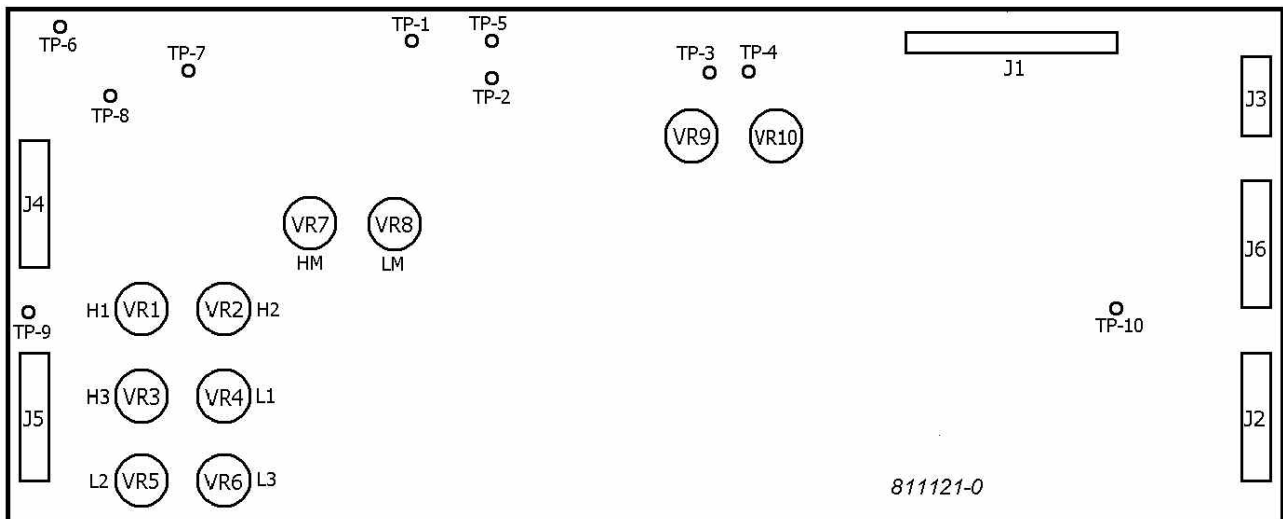 TP-6
TP-7
TP-8
TP-1
TP-5
TP-2
TP-3
TP-4
J1
J3
VR9
VR10
J4
VR7
VR8
HM
LM
J6
H1
VR1
VR2
H2
TP-9
TP-10
H3
VR3
VR4
L1
J5
J2
L2
VR5
VR6
L3
811121-0